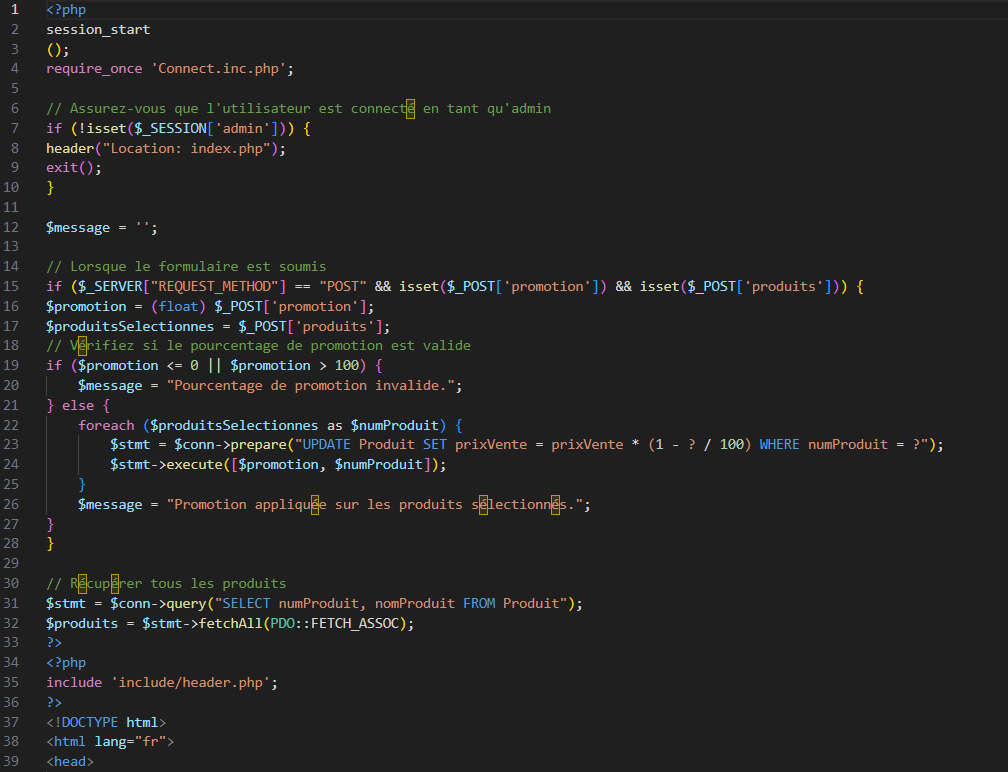 1 <?php
2 session_start
3 ();
4 require_once 'Connect.inc.php';
5
6 // Assurez-vous que l'utilisateur est connecté en tant qu'admin
7 if (!isset($_SESSION['admin'])) {
8 header("Location: index.php");
9 exit();
10 }
11
12 $message = '';
13
14 // Lorsque le formulaire est soumis
15 if ($_SERVER["REQUEST_METHOD"] == "POST" && isset($_POST['promotion']) && isset($_POST['produits'])) {
16 $promotion = (float) $_POST['promotion'];
17 $produitsSelectionnes = $_POST['produits'];
18 // Vérifiez si le pourcentage de promotion est valide
19 if ($promotion <= 0 || $promotion > 100) {
20     $message = "Pourcentage de promotion invalide.";
21 } else {
22     foreach ($produitsSelectionnes as $numProduit) {
23         $stmt = $conn->prepare("UPDATE Produit SET prixVente = prixVente * (1 - ? / 100) WHERE numProduit = ?");
24         $stmt->execute([$promotion, $numProduit]);
25     }
26     $message = "Promotion appliquée sur les produits sélectionnés.";
27 }
28 }
29
30 // Récupérer tous les produits
31 $stmt = $conn->query("SELECT numProduit, nomProduit FROM Produit");
32 $produits = $stmt->fetchAll(PDO::FETCH_ASSOC);
33 ?>
34 <?php
35 include 'include/header.php';
36 ?>
37 <!DOCTYPE html>
38 <html lang="fr">
39 <head>